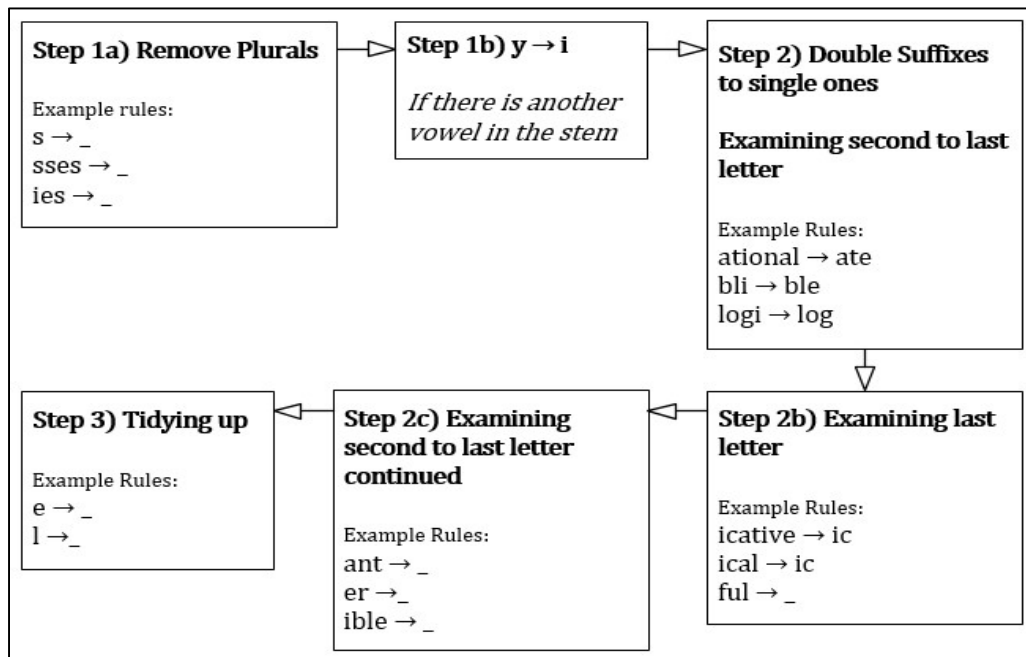 Step 1a) Remove Plurals
Example rules:
s → _
sses → _
ies → _
Step 1b) y → i
If there is another
vowel in the stem
Step 2) Double Suffixes
to single ones
Examining second to last
letter
Example Rules:
ational → ate
bli → ble
logi → log
Step 2b) Examining last
letter
Example Rules:
icative → ic
ical → ic
ful → _
Step 2c) Examining
second to last letter
continued
Example Rules:
ant → _
er →_
ible → _
Step 3) Tidying up
Example Rules:
e → _
l →_